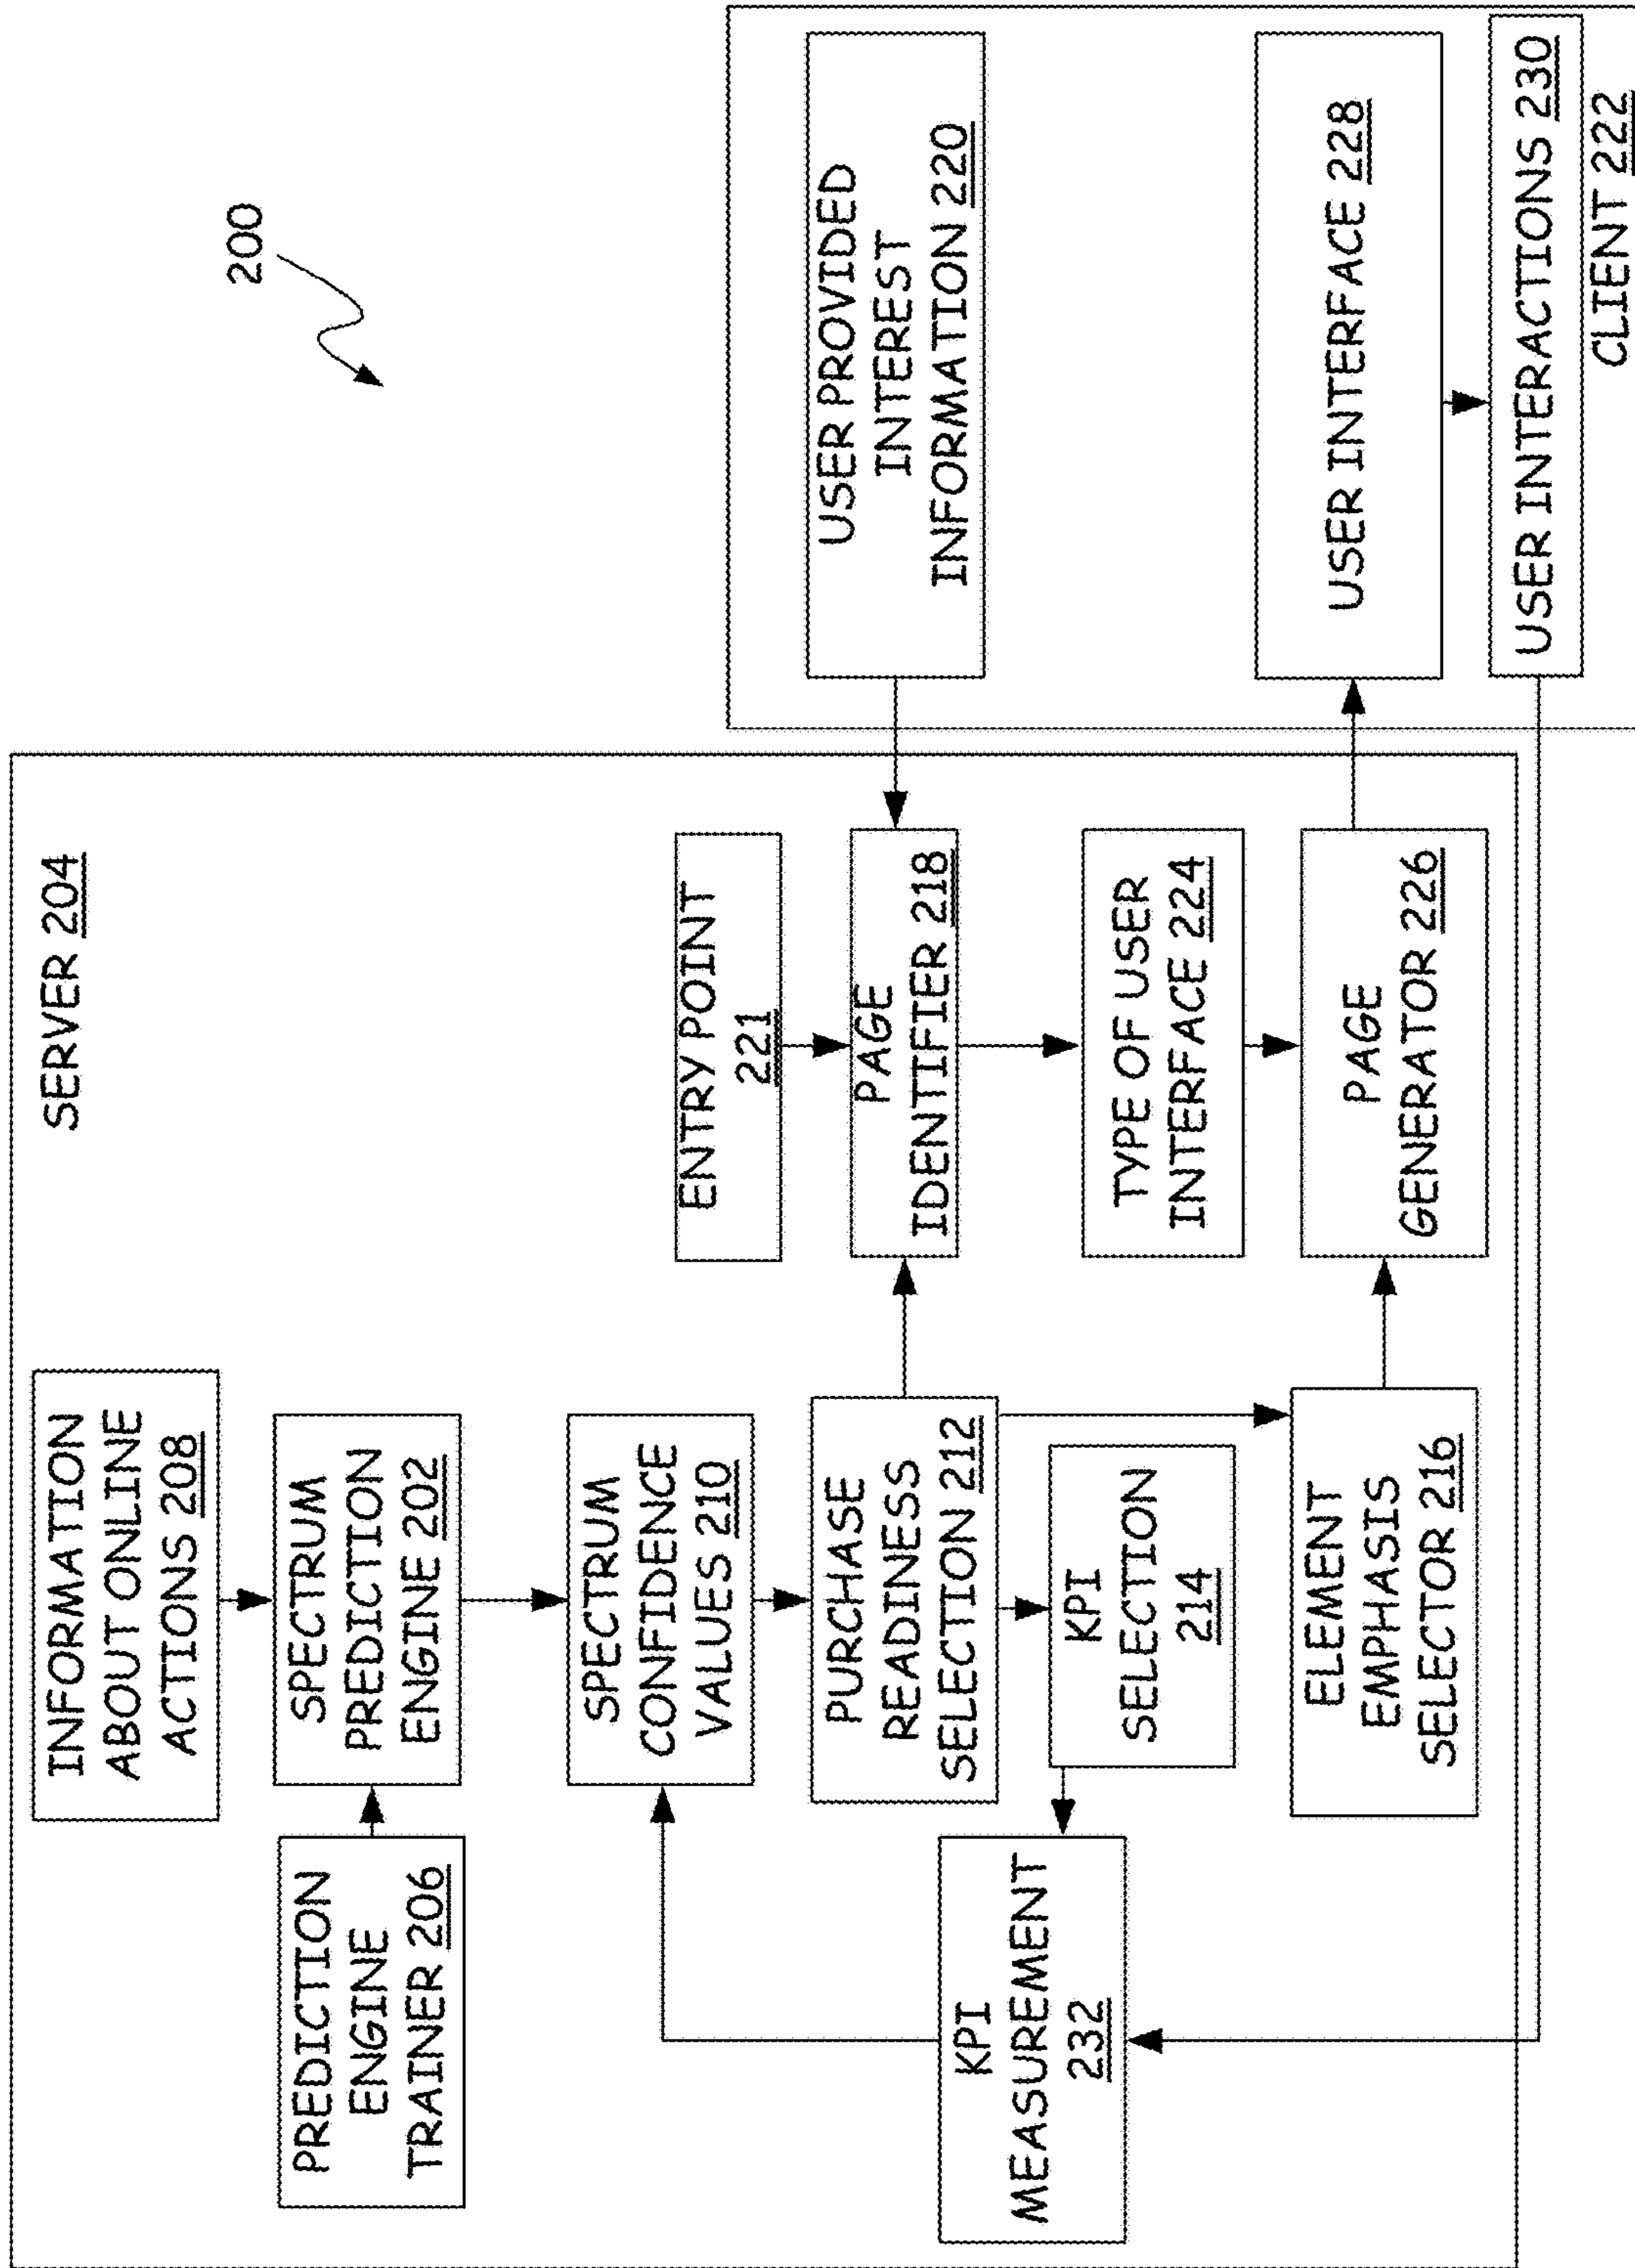 200
SERVER 204
INFORMATION
ABOUT ONLINE
ACTIONS 208
PREDICTION
ENGINE
TRAINER 206
SPECTRUM
PREDICTION
ENGINE 202
SPECTRUM
CONFIDENCE
VALUES 210
PURCHASE
READINESS
SELECTION 212
KPI
SELECTION
214
KPI
MEASUREMENT
232
ELEMENT
EMPHASIS
SELECTOR 216
ENTRY POINT
221
PAGE
IDENTIFIER 218
TYPE OF USER
INTERFACE 224
PAGE
GENERATOR 226
USER PROVIDED
INTEREST
INFORMATION 220
USER INTERFACE 228
USER INTERACTIONS 230
CLIENT 222